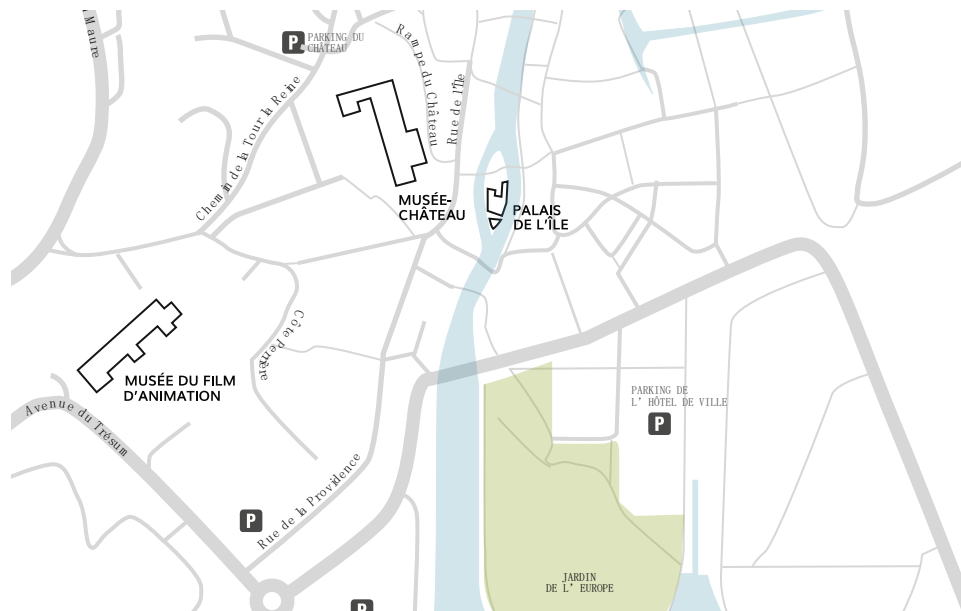 Maure
P PARKING DU
CHÂTEAU
Rampe du Château
Rue de l'Île
Chemin de la Tour la Reine
MUSÉE-
CHÂTEAU
PALAIS
DE L'ÎLE
Côte Perrière
MUSÉE DU FILM
D'ANIMATION
Avenue du Trésum
PARKING DE
L' HÔTEL DE VILLE
P
Rue de la Providence
P
JARDIN
DE L' EUROPE
P